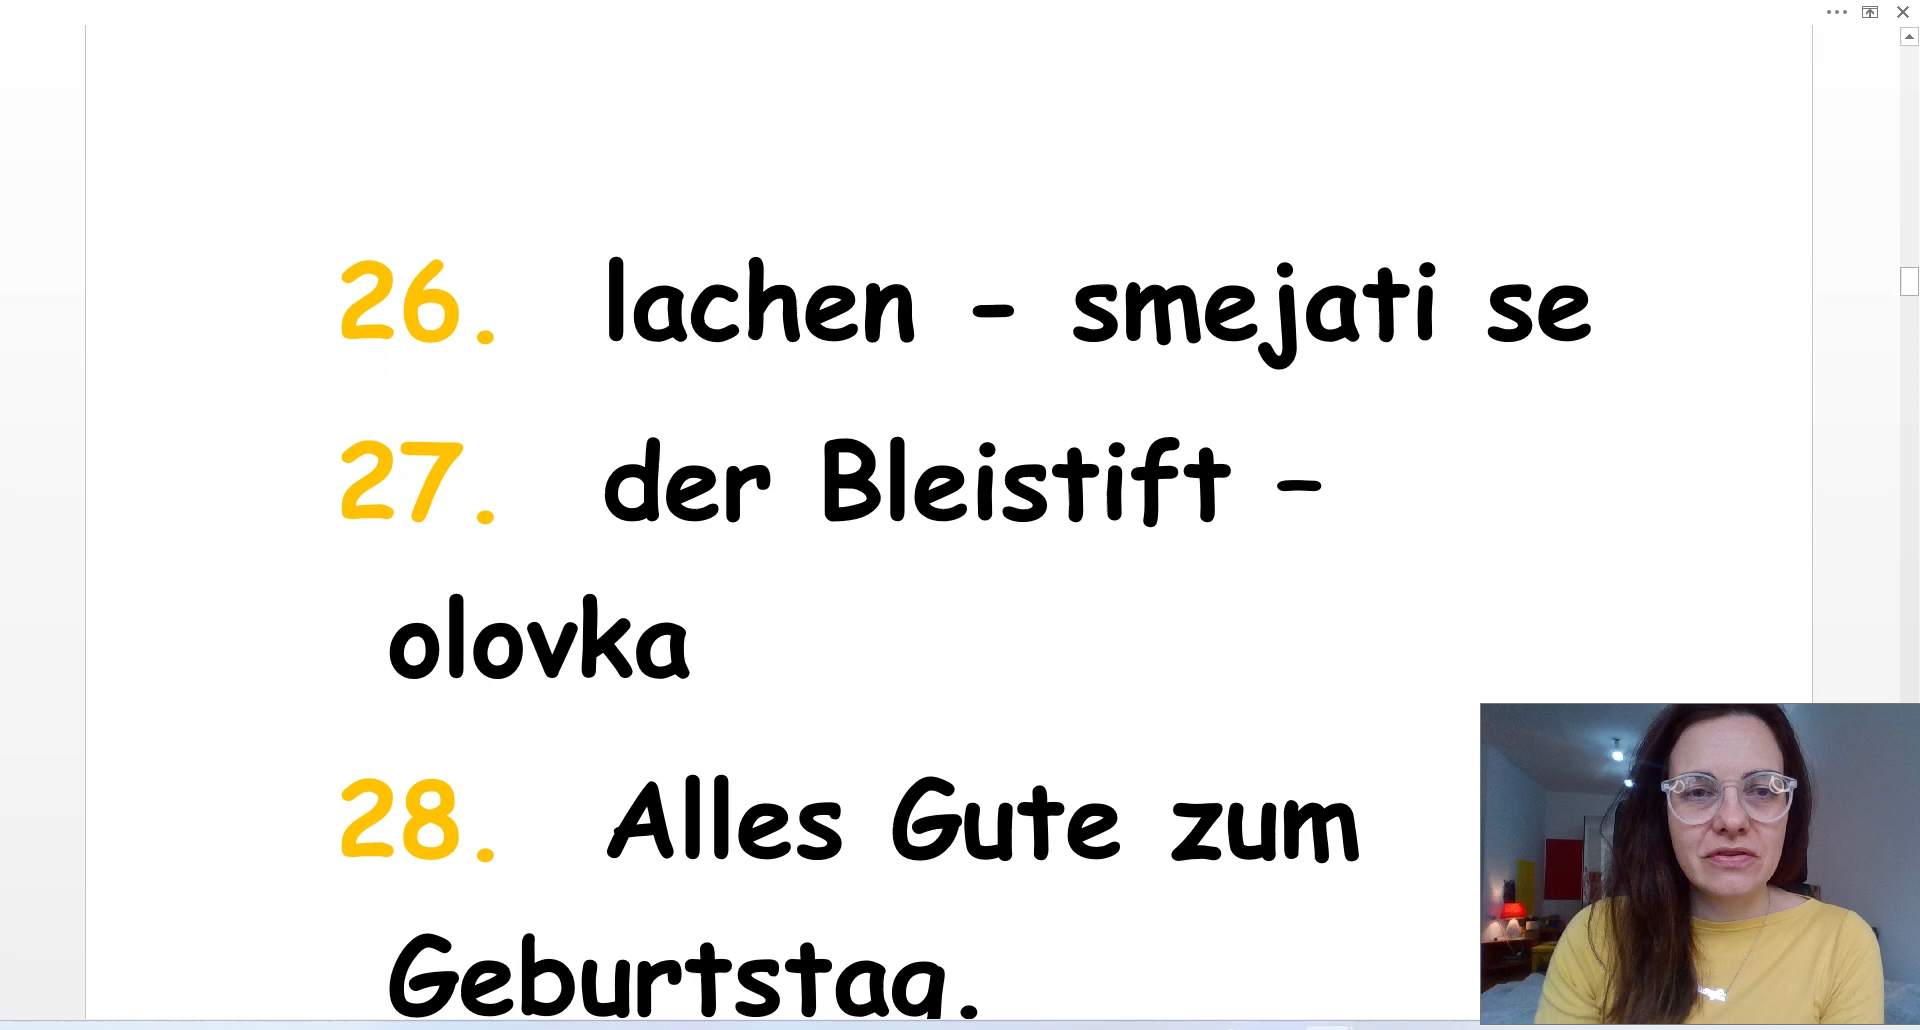 26. lachen - smejati se
27. der Bleistift –
olovka
28. Alles Gute zum
Geburtstag.